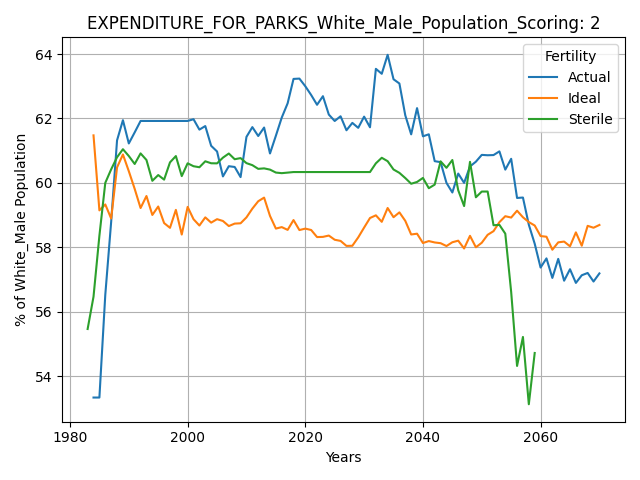 EXPENDITURE_FOR_PARKS_White_Male_Population_Scoring: 2
Fertility
Actual
Ideal
Sterile
% of White_Male Population
64
62
60
58
56
54
1980
2000
2020
2040
2060
Years